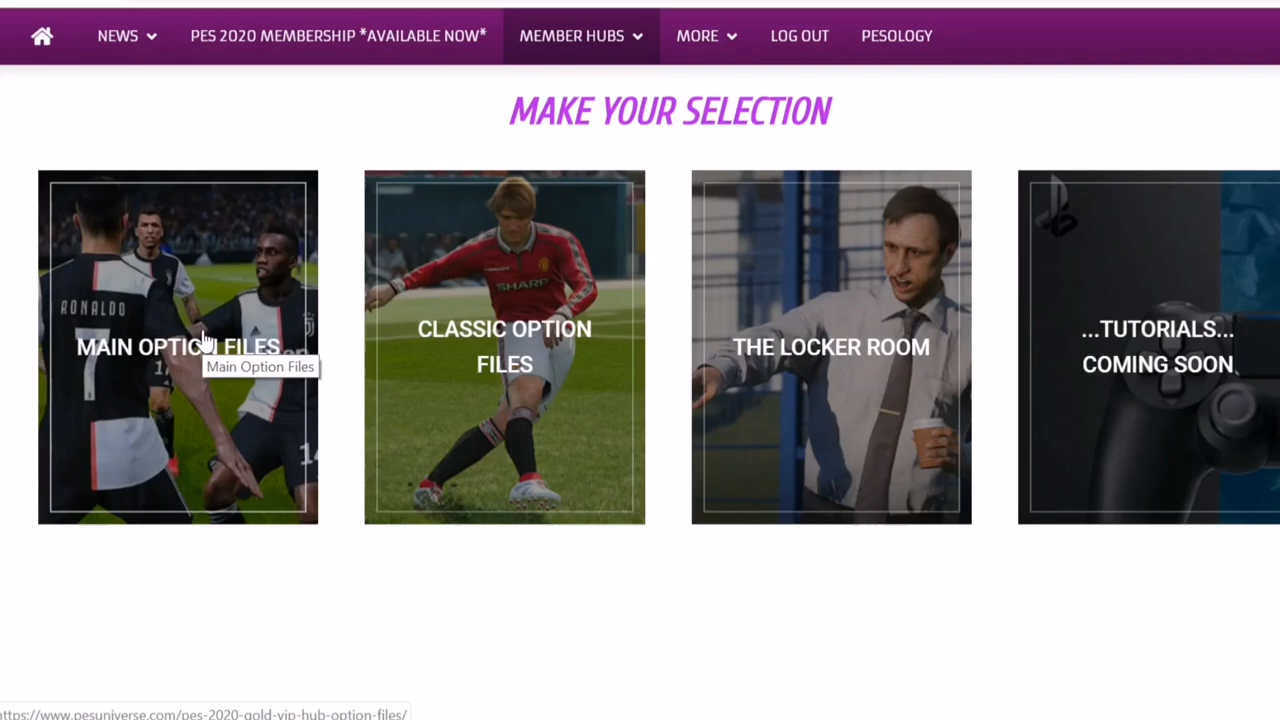 NEWS
PES 2020 MEMBERSHIP *AVAILABLE NOW*
MEMBER HUBS
MORE
LOG OUT
PESOLOGY
MAKE YOUR SELECTION
RONALDO
7
MAIN OPTION FILES
Main Option Files
SHARP
CLASSIC OPTION
FILES
THE LOCKER ROOM
...TUTORIALS...
COMING SOON
https://www.pesuniverse.com/pes-2020-gold-vip-hub-option-files/